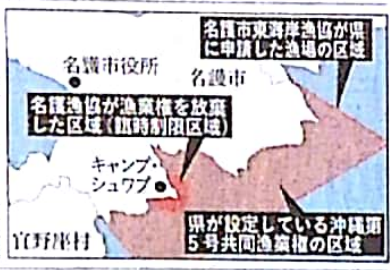 名護市東海岸漁協が県
に申請した漁場の区域
名護市役所
名護市
名護漁協が漁業権を放棄
した区域（臨時制限区域）
キャンプ・
シュワブ
宜野座村
県が設定している沖縄第
5号共同漁業権の区域